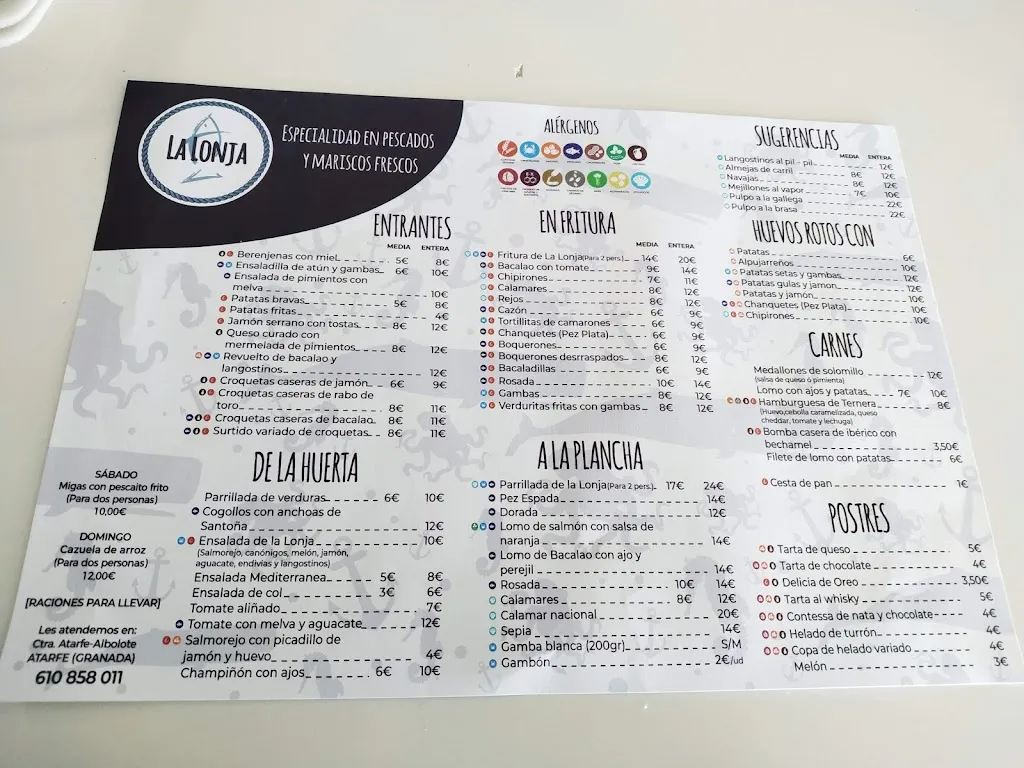 LA LONJA
ESPECIALIDAD EN PESCADOS
Y MARISCOS FRESCOS
ENTRANTES
MEDIA ENTERA
Berenjenas con miel 5€ 8€
Ensaladilla de atún y gambas 6€ 10€
Ensalada de pimientos con
melva 10€
Patatas bravas 5€ 8€
Patatas fritas 4€
Jamón serrano con tostas 8€ 12€
Queso curado con
mermelada de pimientos 8€ 12€
Revuelto de bacalao y
langostinos 12€
Croquetas caseras de jamón 6€ 9€
Croquetas caseras de rabo de
toro 8€ 11€
Croquetas caseras de bacalao 8€ 11€
Surtido variado de croquetas 8€ 11€
SÁBADO
Migas con pescaito frito
(Para dos personas)
10,00€
DOMINGO
Cazuela de arroz
(Para dos personas)
12,00€
[RACIONES PARA LLEVAR]
Les atendemos en:
Ctra. Atarfe-Albolote
ATARFE (GRANADA)
610 858 011
DE LA HUERTA
Parrillada de verduras 6€ 10€
Cogollos con anchoas de
Santoña 12€
Ensalada de la Lonja 10€
(Salmorejo, canónigos, melón, jamón,
aguacate, endivias y langostinos)
Ensalada Mediterranea 5€ 8€
Ensalada de col 3€ 6€
Tomate aliñado 7€
Tomate con melva y aguacate 12€
Salmorejo con picadillo de
jamón y huevo 4€
Champiñón con ajos 6€ 10€
ALÉRGENOS
EN FRITURA
MEDIA ENTERA
Fritura de La Lonja(Para 2 pers.) 14€ 20€
Bacalao con tomate 9€ 14€
Chipirones 7€ 11€
Calamares 8€ 12€
Rejos 8€ 12€
Cazón 6€ 9€
Tortillitas de camarones 6€ 9€
Chanquetes (Pez Plata) 6€ 9€
Boquerones 6€ 9€
Boquerones desrraspados 8€ 12€
Bacaladillas 6€ 9€
Rosada 10€ 14€
Gambas 8€ 12€
Verduritas fritas con gambas 8€ 12€
A LA PLANCHA
Parrillada de la Lonja(Para 2 pers.) 17€ 24€
Pez Espada 14€
Dorada 12€
Lomo de salmón con salsa de
naranja 14€
Lomo de Bacalao con ajo y
perejil 14€
Rosada 10€ 14€
Calamares 8€ 12€
Calamar nacional 20€
Sepia 14€
Gamba blanca (200gr) S/M
Gambón 2€/ud
SUGERENCIAS
MEDIA ENTERA
Langostinos al pil - pil 12€
Almejas de carril 8€ 12€
Navajas 8€ 12€
Mejillones al vapor 7€ 10€
Pulpo a la gallega 22€
Pulpo a la brasa 22€
HUEVOS ROTOS CON
Patatas 6€
Alpujarreños 10€
Patatas setas y gambas 12€
Patatas gulas y jamon 12€
Patatas y jamón 10€
Chanquetes (Pez Plata) 10€
Chipirones 10€
CARNES
Medallones de solomillo 12€
(salsa de queso ó pimienta)
Lomo con ajos y patatas 7€ 10€
Hamburguesa de Ternera 8€
(Huevo,cebolla caramelizada, queso
cheddar, tomate y lechuga)
Bomba casera de ibérico con
bechamel 3,50€
Filete de lomo con patatas 6€
Cesta de pan 1€
POSTRES
Tarta de queso 5€
Tarta de chocolate 4€
Delicia de Oreo 3,50€
Tarta al whisky 5€
Contessa de nata y chocolate 4€
Helado de turrón 4€
Copa de helado variado 4€
Melón 3€